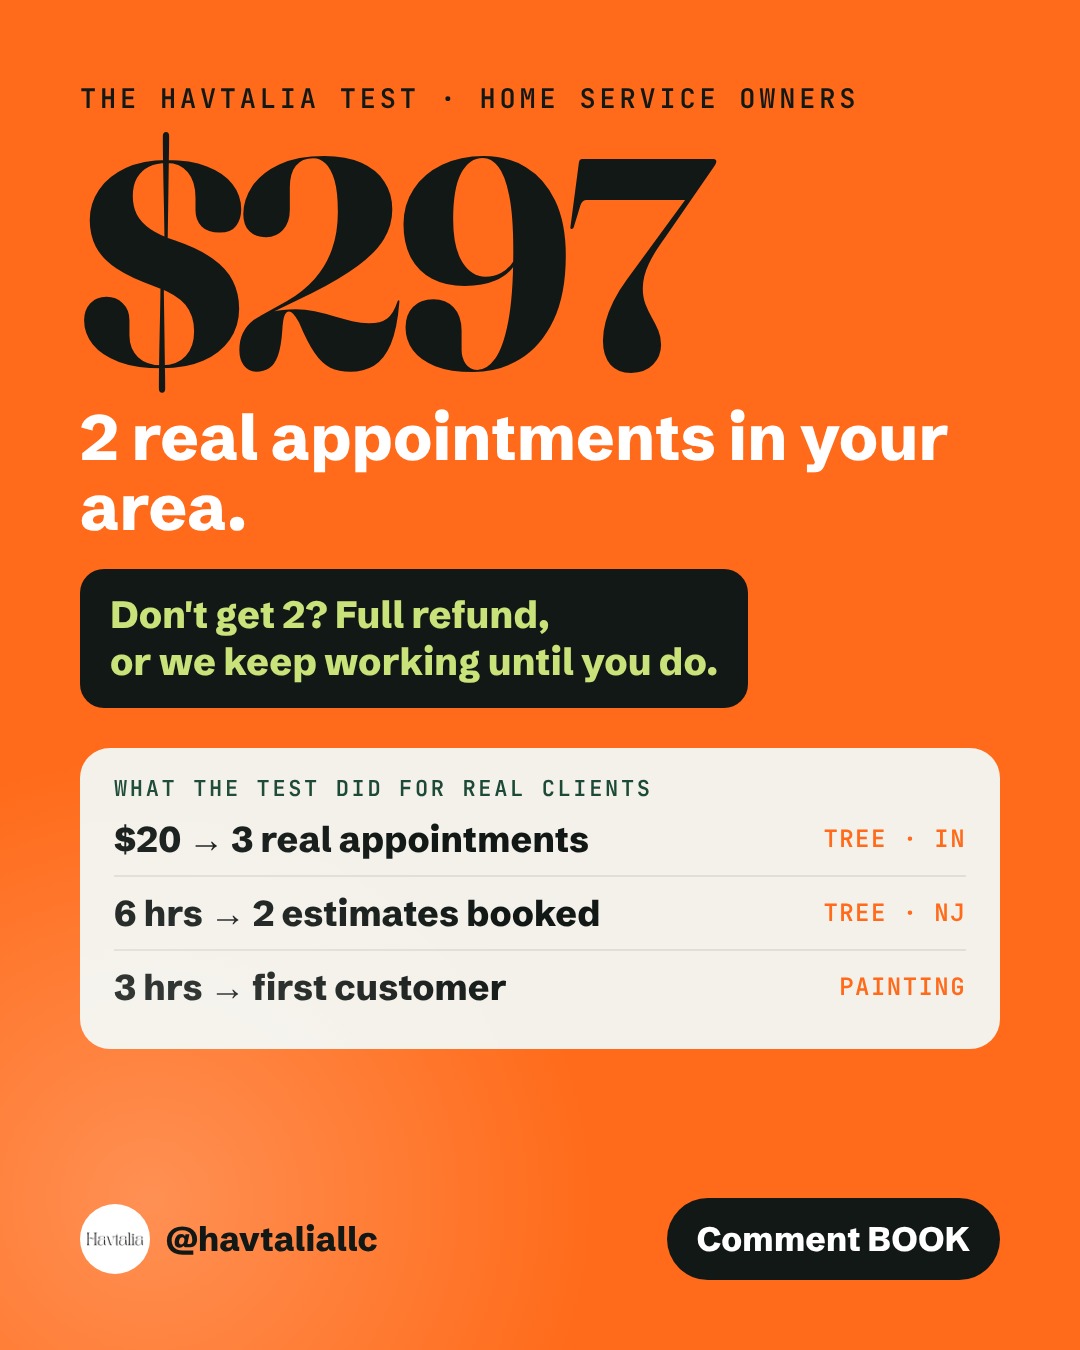 THE HAVTALIA TEST · HOME SERVICE OWNERS
$297
2 real appointments in your
area.
Don't get 2? Full refund,
or we keep working until you do.
WHAT THE TEST DID FOR REAL CLIENTS
$20 → 3 real appointments TREE · IN
6 hrs → 2 estimates booked TREE · NJ
3 hrs → first customer PAINTING
Havtalia @havtaliallc Comment BOOK